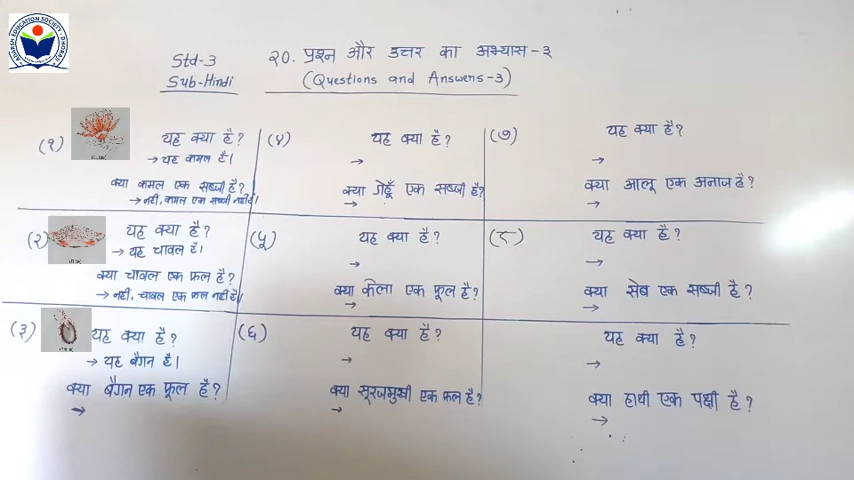 ADARSH EDUCATION SOCIETY
Std-3
Sub-Hindi
२०. प्रश्न और उत्तर का अभ्यास-३
(Questions and Answers-3)
(१)
यह क्या है?
→ यह कमल है।
क्या कमल एक सब्जी है?
→ नहीं, कमल एक सब्जी नहीं है।
(२)
यह क्या है?
→ यह चावल है।
क्या चावल एक फल है?
→ नहीं, चावल एक फल नहीं है।
(३)
यह क्या है?
→ यह बैगन है।
क्या बैगन एक फूल है?
→
(४)
यह क्या है?
→
क्या गेहूँ एक सब्जी है?
→
(५)
यह क्या है?
→
क्या केला एक फूल है?
→
(६)
यह क्या है?
→
क्या सूरजमुखी एक फल है?
→
(७)
यह क्या है?
→
क्या आलू एक अनाज है?
→
(८)
यह क्या है?
→
क्या सेब एक सब्जी है?
→
यह क्या है?
→
क्या हाथी एक पक्षी है?
→